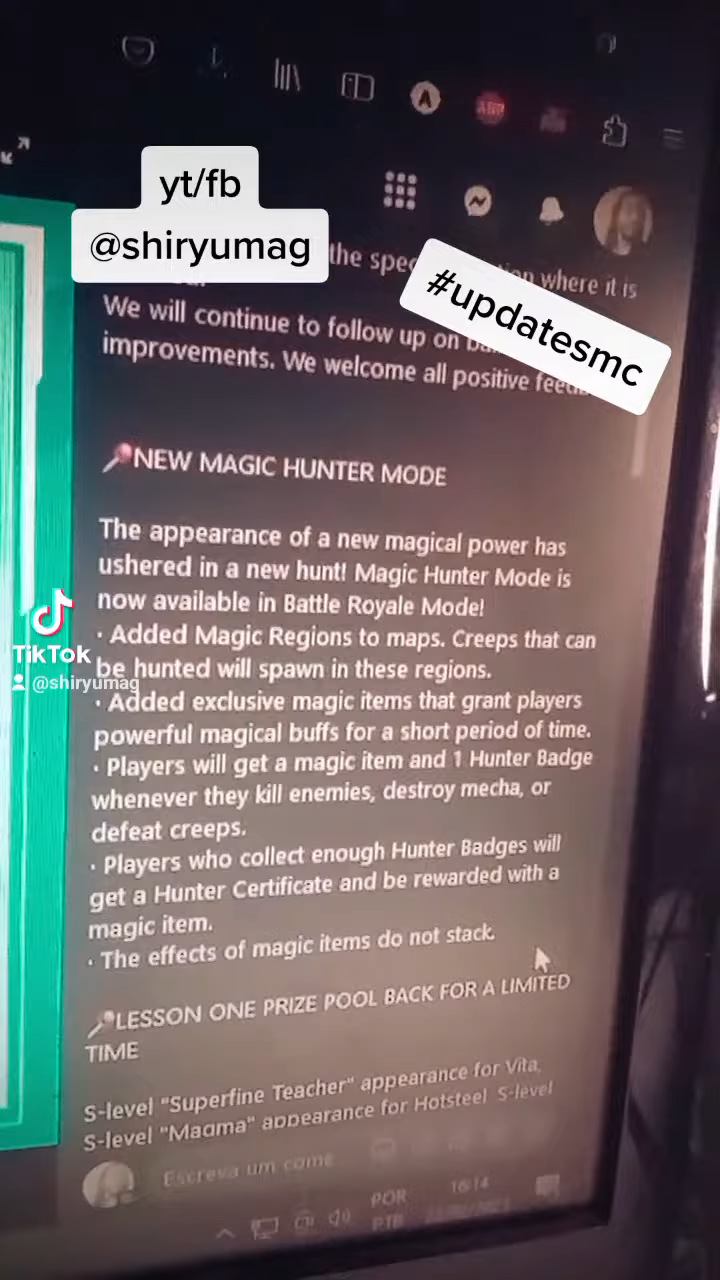 yt/fb
@shiryumag
#updatesmc
the spec where it is
We will continue to follow up on
improvements. We welcome all positive
NEW MAGIC HUNTER MODE
The appearance of a new magical power has
ushered in a new hunt! Magic Hunter Mode is
now available in Battle Royale Mode!
· Added Magic Regions to maps. Creeps that can
be hunted will spawn in these regions.
· Added exclusive magic items that grant players
powerful magical buffs for a short period of time.
· Players will get a magic item and 1 Hunter Badge
whenever they kill enemies, destroy mecha, or
defeat creeps.
· Players who collect enough Hunter Badges will
get a Hunter Certificate and be rewarded with a
magic item.
· The effects of magic items do not stack.
LESSON ONE PRIZE POOL BACK FOR A LIMITED
TIME
S-level "Superfine Teacher" appearance for Vita,
S-level "Magma" appearance for Hotsteel, S-level
Escreva um come
POR
PTB
16:14
TikTok
@shiryumag
A
ABP